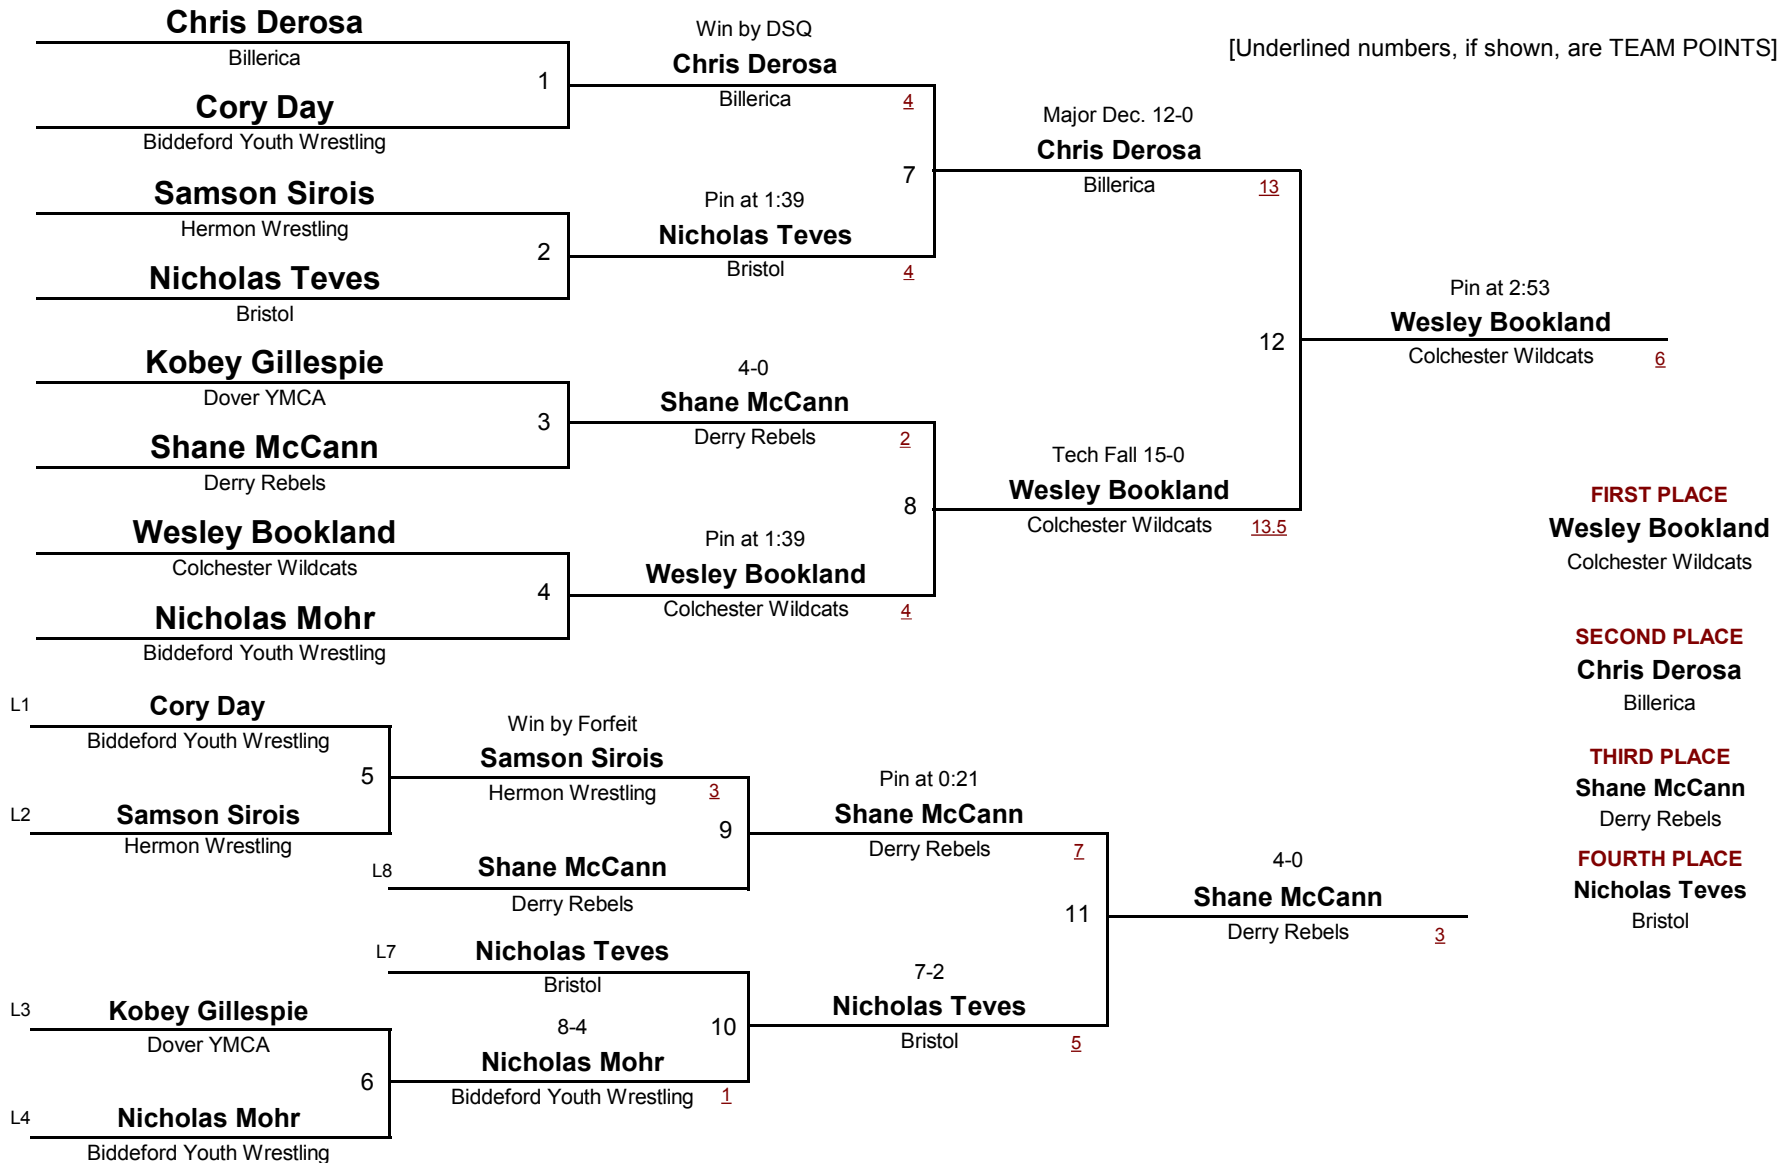 [Underlined numbers, if shown, are TEAM POINTS]
Chris Derosa
Billerica
1
Cory Day
Biddeford Youth Wrestling
Samson Sirois
Hermon Wrestling
2
Nicholas Teves
Bristol
Kobey Gillespie
Dover YMCA
3
Shane McCann
Derry Rebels
Wesley Bookland
Colchester Wildcats
4
Nicholas Mohr
Biddeford Youth Wrestling
Win by DSQ
Chris Derosa
Billerica 4
7
Pin at 1:39
Nicholas Teves
Bristol 4
4-0
Shane McCann
Derry Rebels 2
8
Pin at 1:39
Wesley Bookland
Colchester Wildcats 4
Major Dec. 12-0
Chris Derosa
Billerica 13
12
Tech Fall 15-0
Wesley Bookland
Colchester Wildcats 13.5
Pin at 2:53
Wesley Bookland
Colchester Wildcats 6
FIRST PLACE
Wesley Bookland
Colchester Wildcats
SECOND PLACE
Chris Derosa
Billerica
THIRD PLACE
Shane McCann
Derry Rebels
FOURTH PLACE
Nicholas Teves
Bristol
L1 Cory Day
Biddeford Youth Wrestling
5
L2 Samson Sirois
Hermon Wrestling
L3 Kobey Gillespie
Dover YMCA
6
L4 Nicholas Mohr
Biddeford Youth Wrestling
Win by Forfeit
Samson Sirois
Hermon Wrestling 3
9
L8 Shane McCann
Derry Rebels
L7 Nicholas Teves
Bristol
10
8-4
Nicholas Mohr
Biddeford Youth Wrestling 1
Pin at 0:21
Shane McCann
Derry Rebels 7
11
7-2
Nicholas Teves
Bristol 5
4-0
Shane McCann
Derry Rebels 3